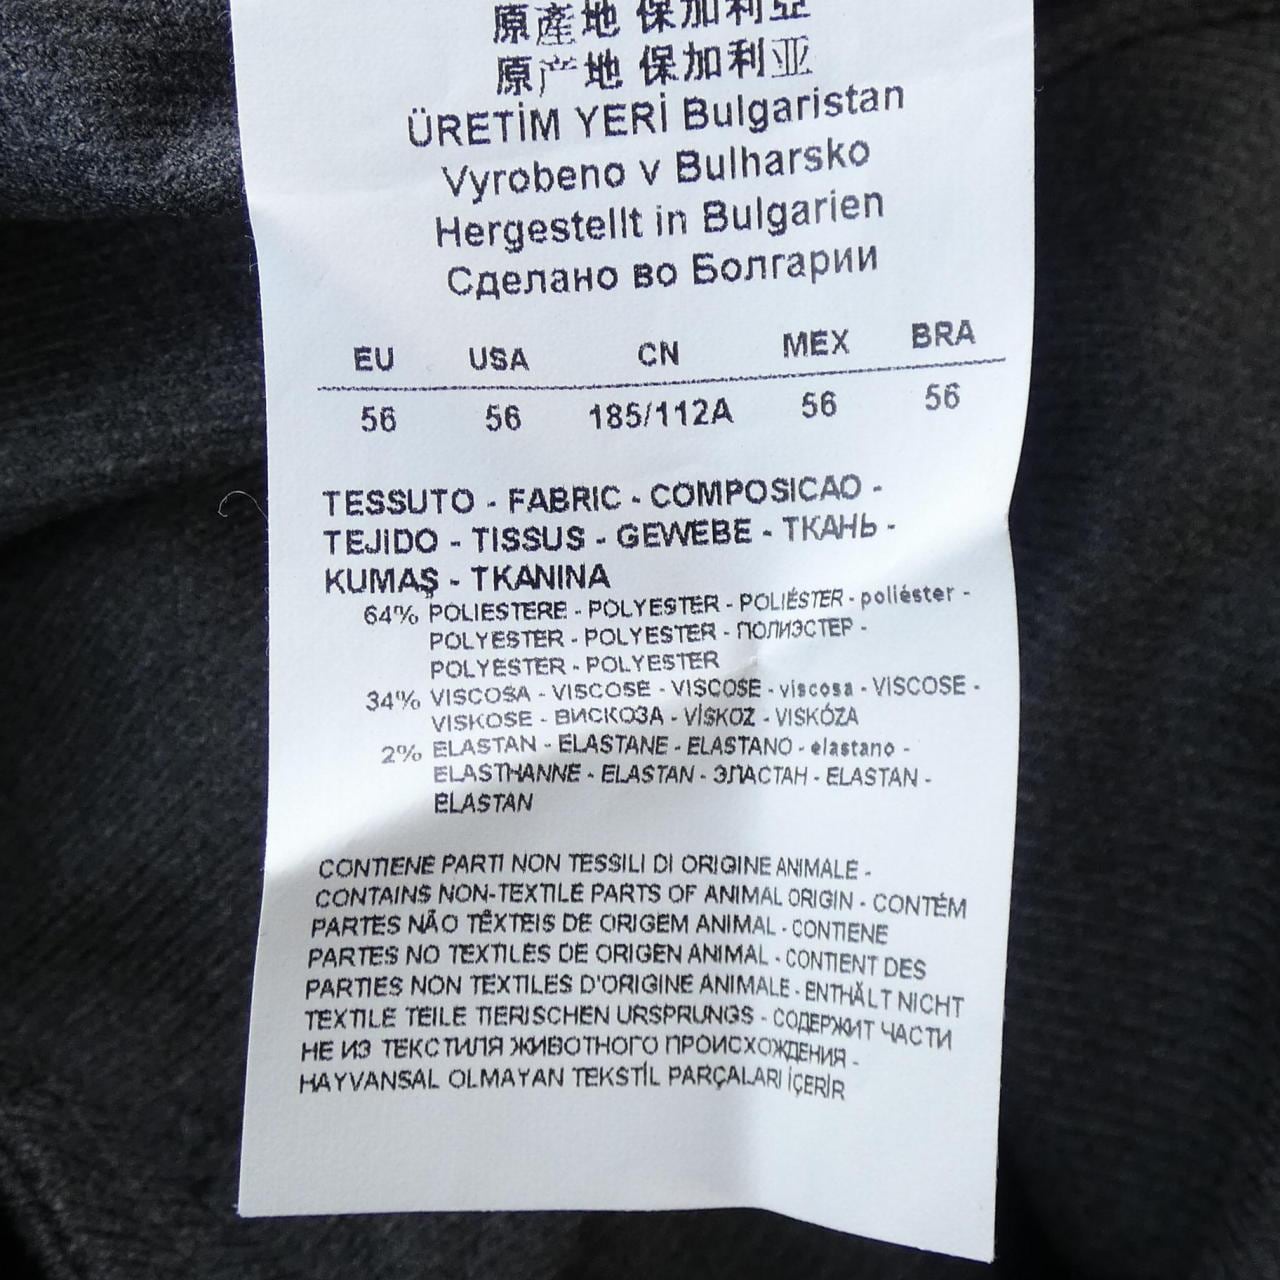 原產地 保加利亞
原产地 保加利亚
ÜRETİM YERİ Bulgaristan
Vyrobeno v Bulharsko
Hergestellt in Bulgarien
Сделано во Болгарии
EU USA CN MEX BRA
56 56 185/112A 56 56
TESSUTO - FABRIC - COMPOSICAO -
TEJIDO - TISSUS - GEWEBE - ТКАНЬ -
KUMAŞ - TKANINA
64% POLIESTERE - POLYESTER - POLIÉSTER - poliéster -
POLYESTER - POLYESTER - ПОЛИЭСТЕР -
POLYESTER - POLYESTER
34% VISCOSA - VISCOSE - VISCOSE - viscosa - VISCOSE -
VISKOSE - ВИСКОЗА - VİSKOZ - VISKÓZA
2% ELASTAN - ELASTANE - ELASTANO - elastano -
ELASTHANNE - ELASTAN - ЭЛАСТАН - ELASTAN -
ELASTAN
CONTIENE PARTI NON TESSILI DI ORIGINE ANIMALE -
CONTAINS NON-TEXTILE PARTS OF ANIMAL ORIGIN - CONTÉM
PARTES NÃO TÊXTEIS DE ORIGEM ANIMAL - CONTIENE
PARTES NO TEXTILES DE ORIGEN ANIMAL - CONTIENT DES
PARTIES NON TEXTILES D'ORIGINE ANIMALE - ENTHÄLT NICHT
TEXTILE TEILE TIERISCHEN URSPRUNGS - СОДЕРЖИТ ЧАСТИ
НЕ ИЗ ТЕКСТИЛЯ ЖИВОТНОГО ПРОИСХОЖДЕНИЯ -
HAYVANSAL OLMAYAN TEKSTİL PARÇALARI İÇERİR